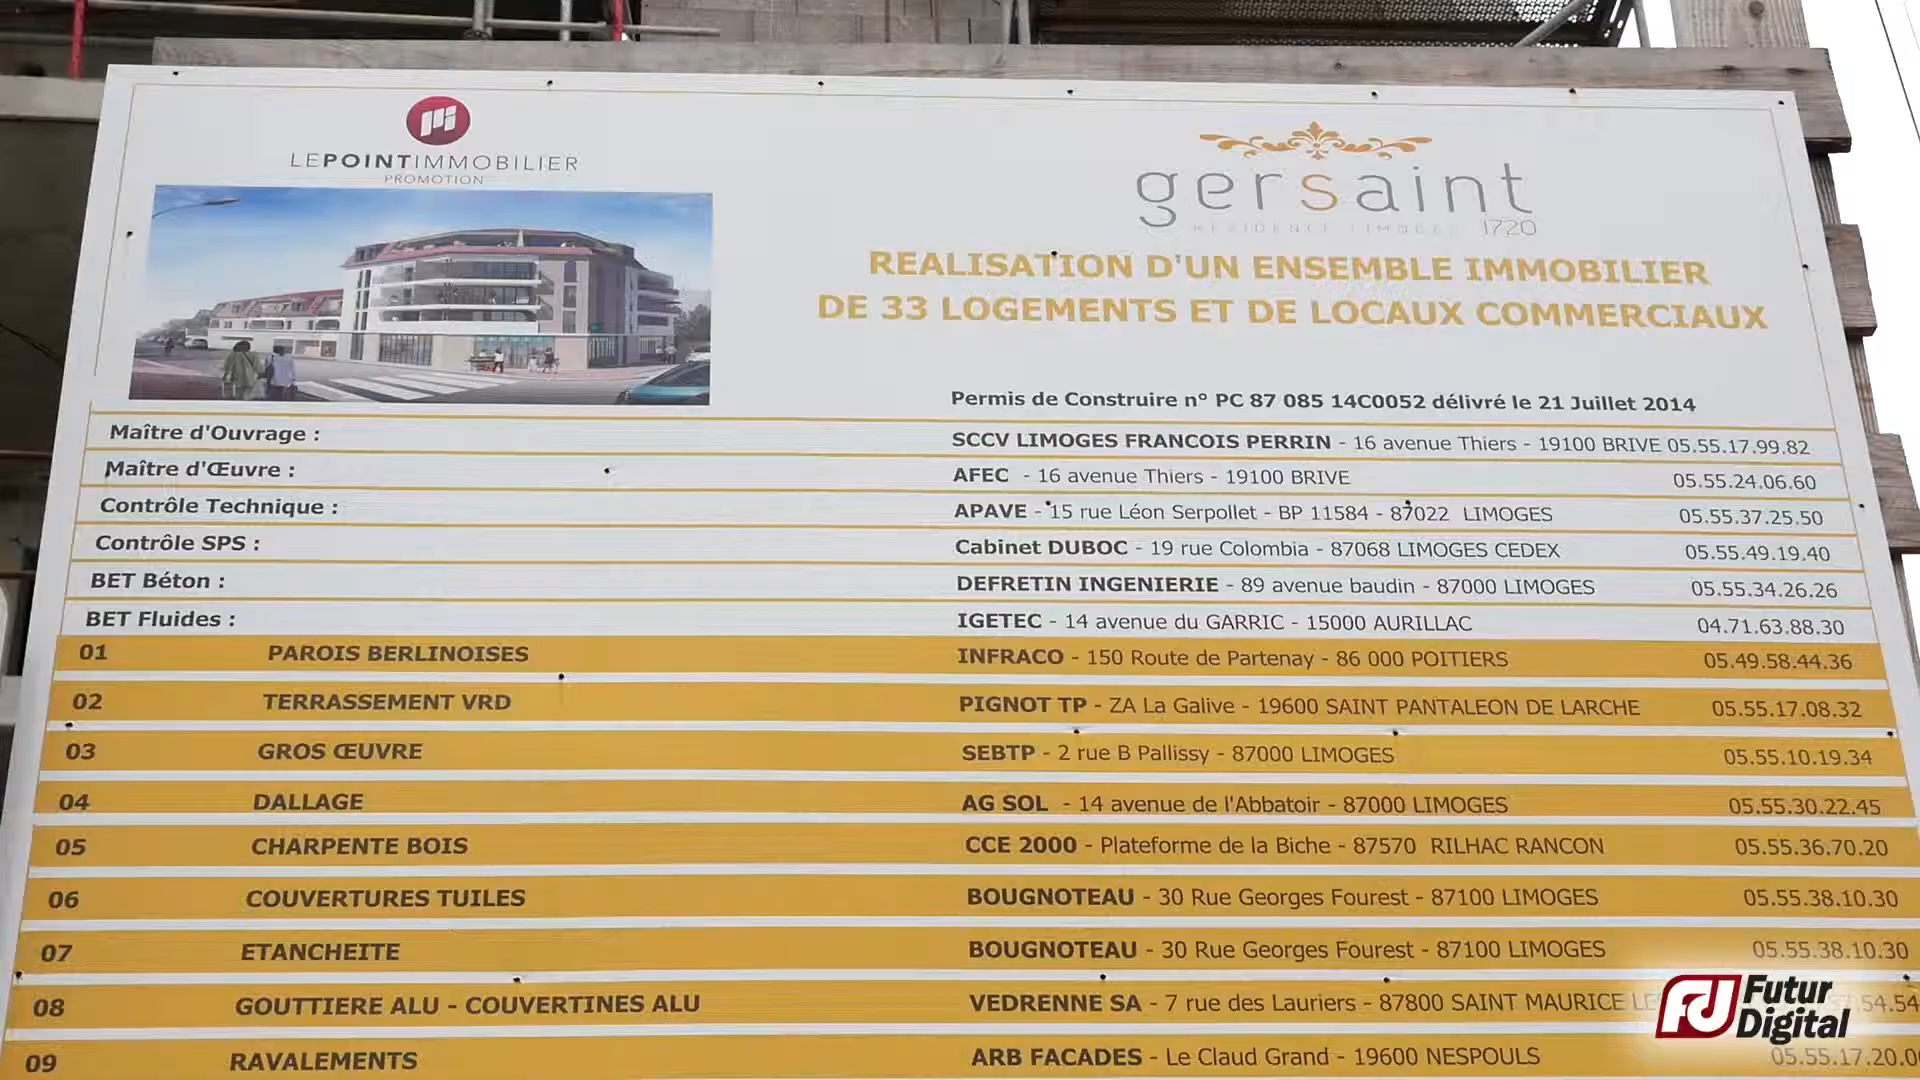 LEPOINTIMMOBILIER
PROMOTION
gersaint
RESIDENCE LIMOGES 1720
REALISATION D'UN ENSEMBLE IMMOBILIER
DE 33 LOGEMENTS ET DE LOCAUX COMMERCIAUX
Permis de Construire n° PC 87 085 14C0052 délivré le 21 Juillet 2014
Maître d'Ouvrage : SCCV LIMOGES FRANCOIS PERRIN - 16 avenue Thiers - 19100 BRIVE 05.55.17.99.82
Maître d'Œuvre : AFEC - 16 avenue Thiers - 19100 BRIVE 05.55.24.06.60
Contrôle Technique : APAVE - 15 rue Léon Serpollet - BP 11584 - 87022 LIMOGES 05.55.37.25.50
Contrôle SPS : Cabinet DUBOC - 19 rue Colombia - 87068 LIMOGES CEDEX 05.55.49.19.40
BET Béton : DEFRETIN INGENIERIE - 89 avenue baudin - 87000 LIMOGES 05.55.34.26.26
BET Fluides : IGETEC - 14 avenue du GARRIC - 15000 AURILLAC 04.71.63.88.30
01 PAROIS BERLINOISES INFRACO - 150 Route de Partenay - 86 000 POITIERS 05.49.58.44.36
02 TERRASSEMENT VRD PIGNOT TP - ZA La Galive - 19600 SAINT PANTALEON DE LARCHE 05.55.17.08.32
03 GROS ŒUVRE SEBTP - 2 rue B Pallissy - 87000 LIMOGES 05.55.10.19.34
04 DALLAGE AG SOL - 14 avenue de l'Abbatoir - 87000 LIMOGES 05.55.30.22.45
05 CHARPENTE BOIS CCE 2000 - Plateforme de la Biche - 87570 RILHAC RANCON 05.55.36.70.20
06 COUVERTURES TUILES BOUGNOTEAU - 30 Rue Georges Fourest - 87100 LIMOGES 05.55.38.10.30
07 ETANCHEITE BOUGNOTEAU - 30 Rue Georges Fourest - 87100 LIMOGES 05.55.38.10.30
08 GOUTTIERE ALU - COUVERTINES ALU VEDRENNE SA - 7 rue des Lauriers - 87800 SAINT MAURICE 54.54
09 RAVALEMENTS ARB FACADES - Le Claud Grand - 19600 NESPOULS 05.55.17.20.0
Futur
Digital